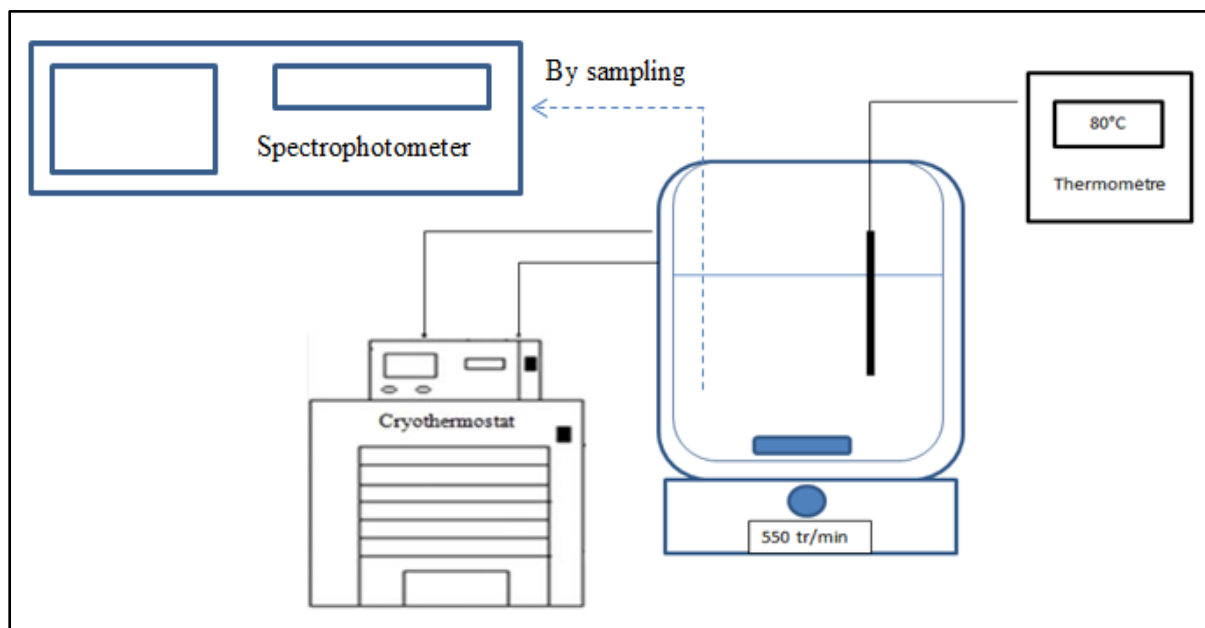 By sampling
Spectrophotometer
80°C
Thermomètre
Cryothermostat
550 tr/min